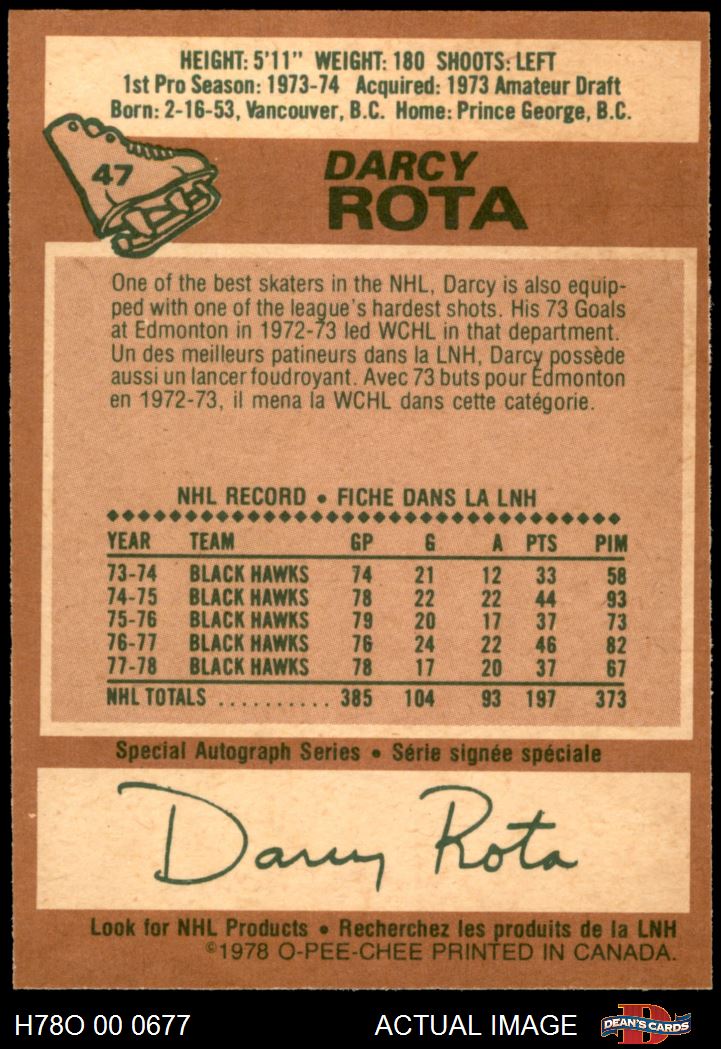 HEIGHT: 5'11" WEIGHT: 180 SHOOTS: LEFT
1st Pro Season: 1973-74 Acquired: 1973 Amateur Draft
Born: 2-16-53, Vancouver, B.C. Home: Prince George, B.C.
47
DARCY
ROTA
One of the best skaters in the NHL, Darcy is also equip-
ped with one of the league's hardest shots. His 73 Goals
at Edmonton in 1972-73 led WCHL in that department.
Un des meilleurs patineurs dans la LNH, Darcy possède
aussi un lancer foudroyant. Avec 73 buts pour Edmonton
en 1972-73, il mena la WCHL dans cette catégorie.
NHL RECORD • FICHE DANS LA LNH
YEAR TEAM GP G A PTS PIM
73-74 BLACK HAWKS 74 21 12 33 58
74-75 BLACK HAWKS 78 22 22 44 93
75-76 BLACK HAWKS 79 20 17 37 73
76-77 BLACK HAWKS 76 24 22 46 82
77-78 BLACK HAWKS 78 17 20 37 67
NHL TOTALS .......... 385 104 93 197 373
Special Autograph Series • Série signée spéciale
Darcy Rota
Look for NHL Products • Recherchez les produits de la LNH
©1978 O-PEE-CHEE PRINTED IN CANADA.
H78O 00 0677 ACTUAL IMAGE DEAN'S CARDS